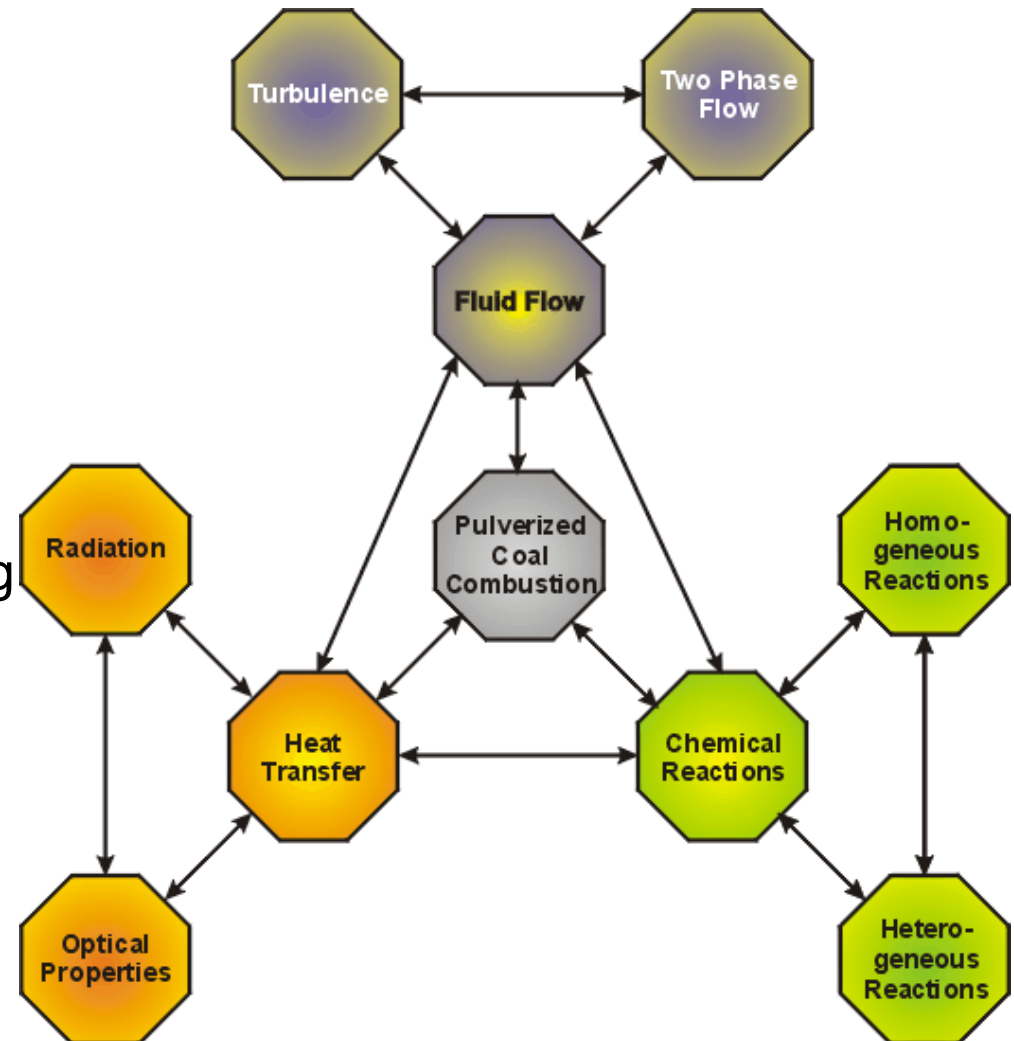 Turbulence
Two Phase
Flow
Fluid Flow
Pulverized
Coal
Combustion
Radiation
g
Homo-
geneous
Reactions
Heat
Transfer
Chemical
Reactions
Optical
Properties
Hetero-
geneous
Reactions